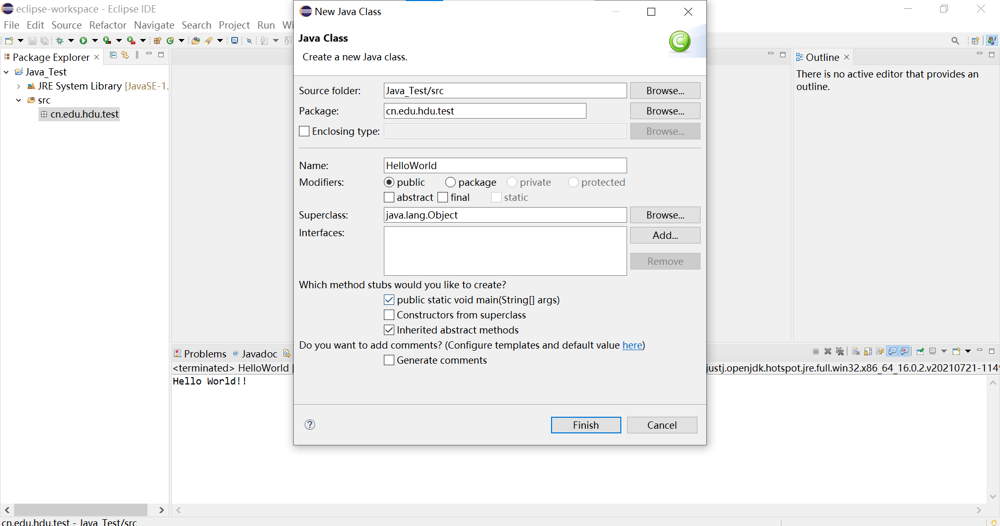 eclipse-workspace - Eclipse IDE
File Edit Source Refactor Navigate Search Project Run
Package Explorer
Java_Test
JRE System Library [JavaSE-1.
src
cn.edu.hdu.test
New Java Class
Java Class
Create a new Java class.
Source folder: Java_Test/src Browse...
Package: cn.edu.hdu.test Browse...
Enclosing type: Browse...
Name: HelloWorld
Modifiers: public package private protected
abstract final static
Superclass: java.lang.Object Browse...
Interfaces: Add...
Remove
Which method stubs would you like to create?
public static void main(String[] args)
Constructors from superclass
Inherited abstract methods
Do you want to add comments? (Configure templates and default value here)
Generate comments
Finish Cancel
Outline
There is no active editor that provides an
outline.
Problems @ Javadoc
<terminated> HelloWorld [
justj.openjdk.hotspot.jre.full.win32.x86_64_16.0.2.v20210721-114
Hello World!!
cn.edu.hdu.test - Java_Test/src